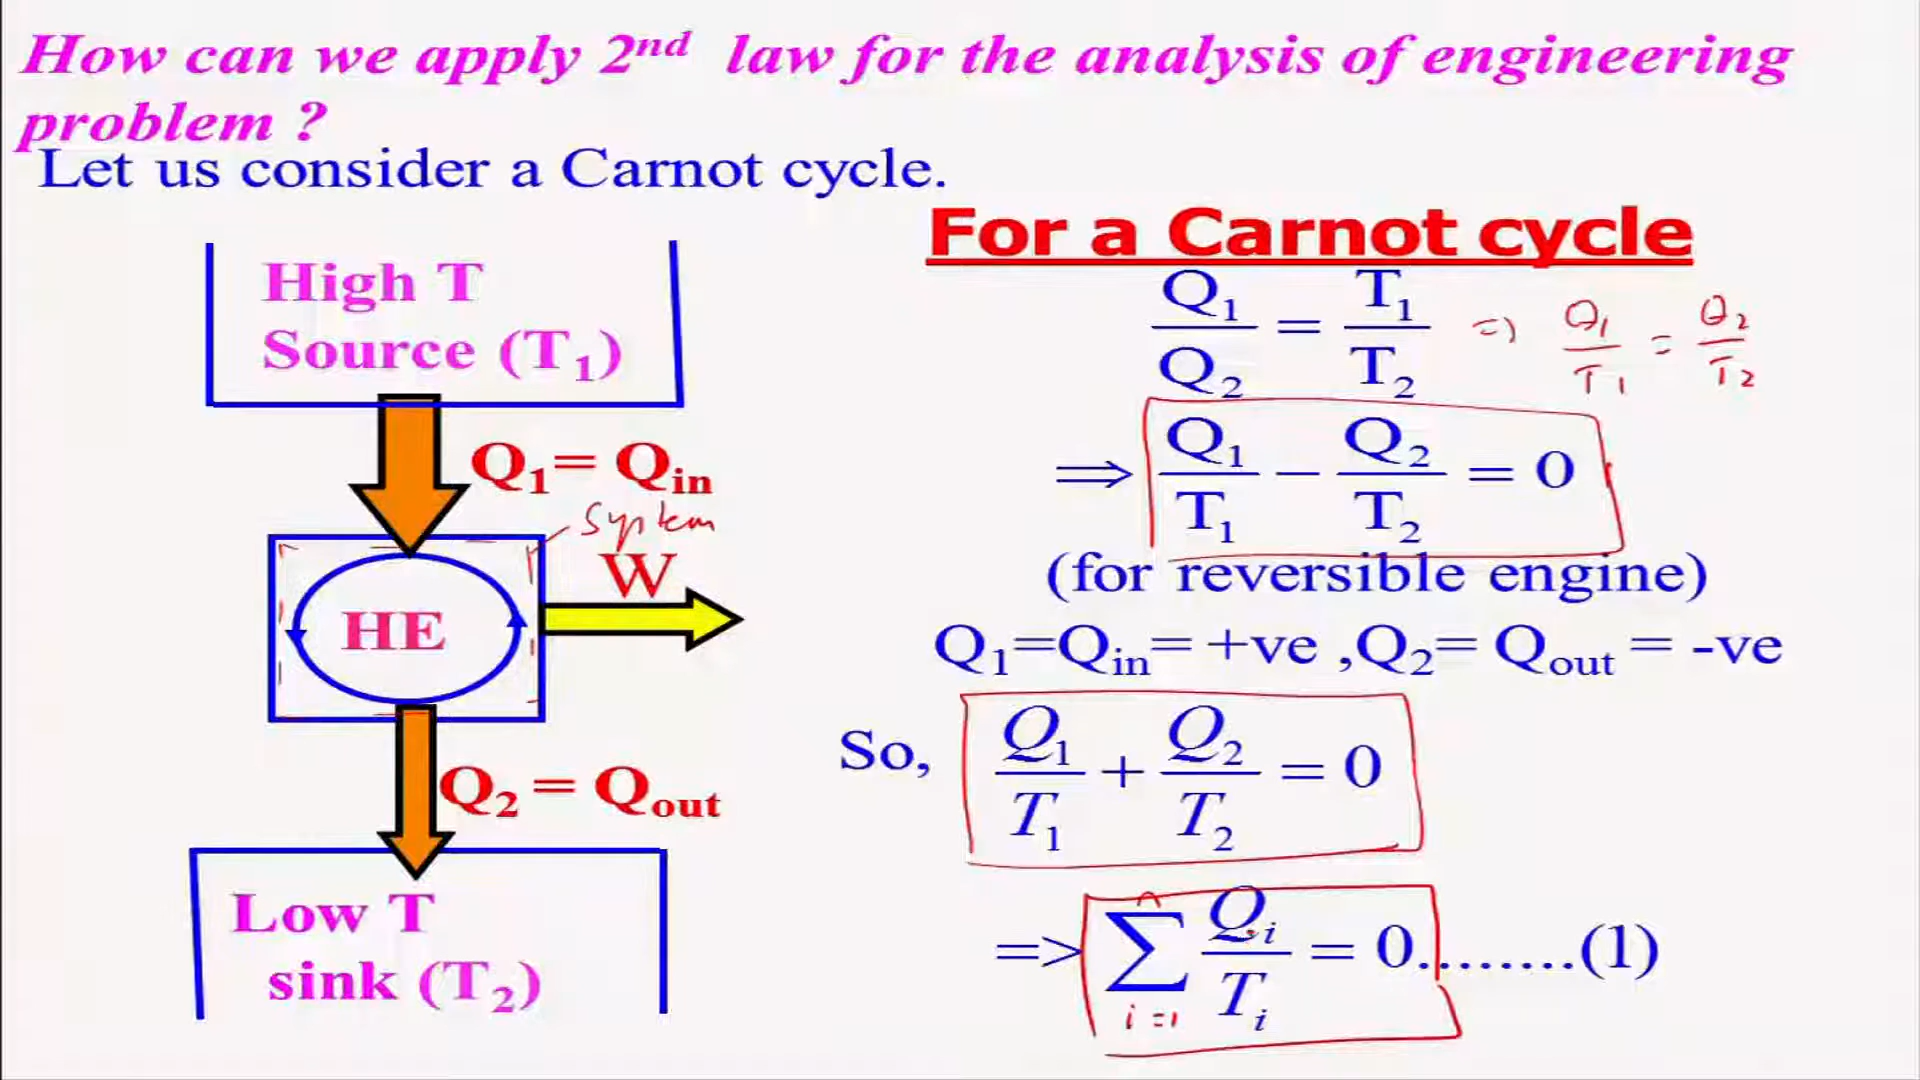 How can we apply 2nd law for the analysis of engineering
problem ?
Let us consider a Carnot cycle.
High T
Source (T₁)
Q₁= Qin
System
W
HE
Q₂ = Qout
Low T
sink (T₂)
For a Carnot cycle
Q₁/Q₂ = T₁/T₂ => Q₁/T₁ = Q₂/T₂
⇒ Q₁/T₁ − Q₂/T₂ = 0
(for reversible engine)
Q₁=Qin= +ve ,Q₂= Qout = -ve
So, Q₁/T₁ + Q₂/T₂ = 0
=> n∑i=1 Qi/Ti = 0........(1)